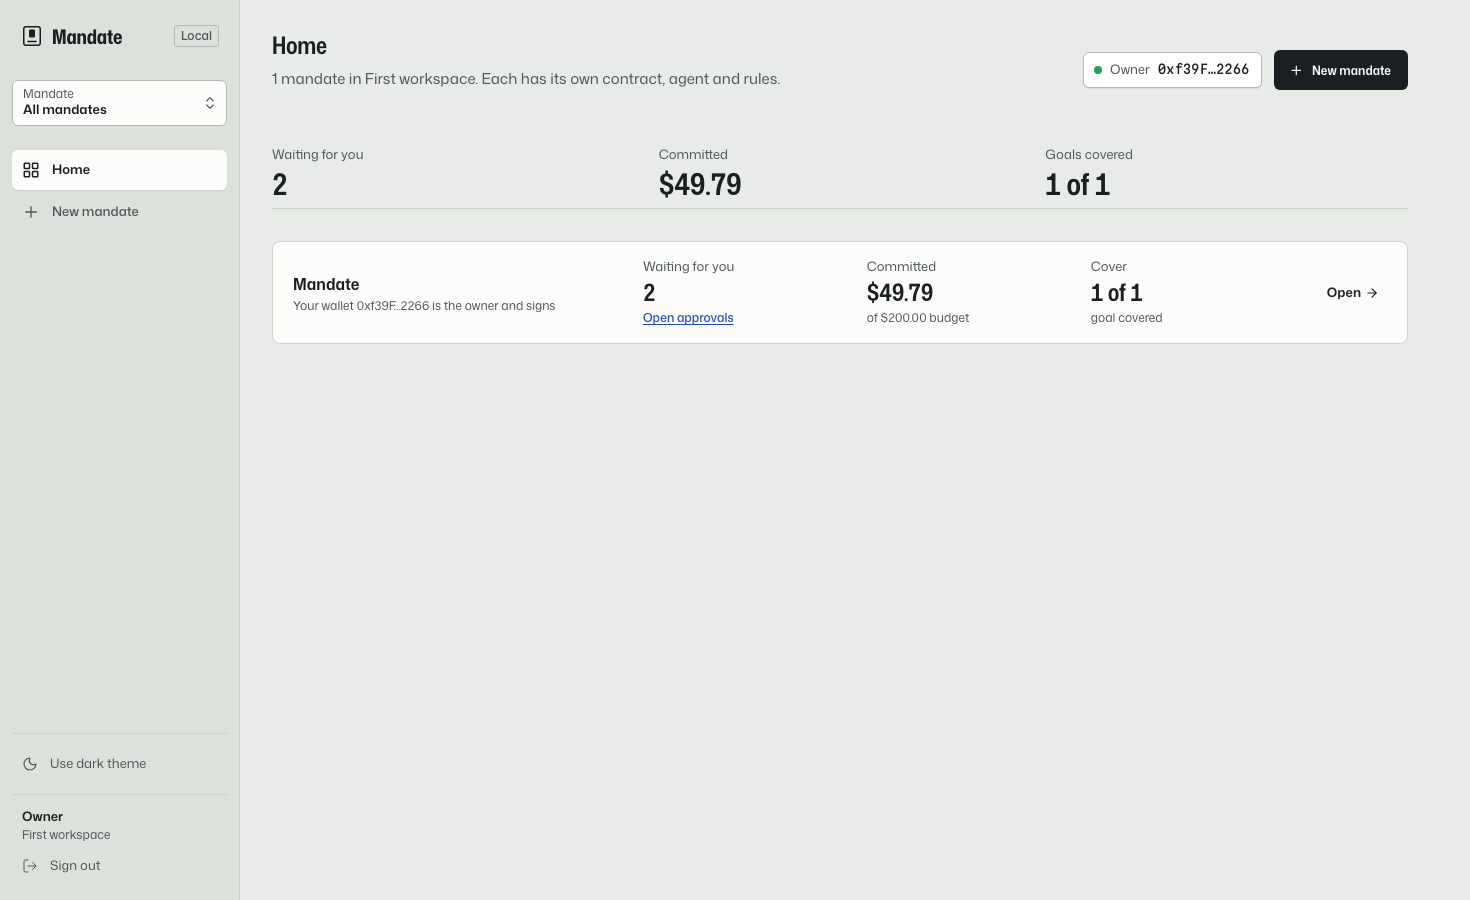 Mandate
Local
Mandate
All mandates
Home
New mandate
Use dark theme
Owner
First workspace
Sign out
Home
1 mandate in First workspace. Each has its own contract, agent and rules.
Owner 0xf39F…2266
New mandate
Waiting for you
2
Committed
$49.79
Goals covered
1 of 1
Mandate
Your wallet 0xf39F…2266 is the owner and signs
Waiting for you
2
Open approvals
Committed
$49.79
of $200.00 budget
Cover
1 of 1
goal covered
Open